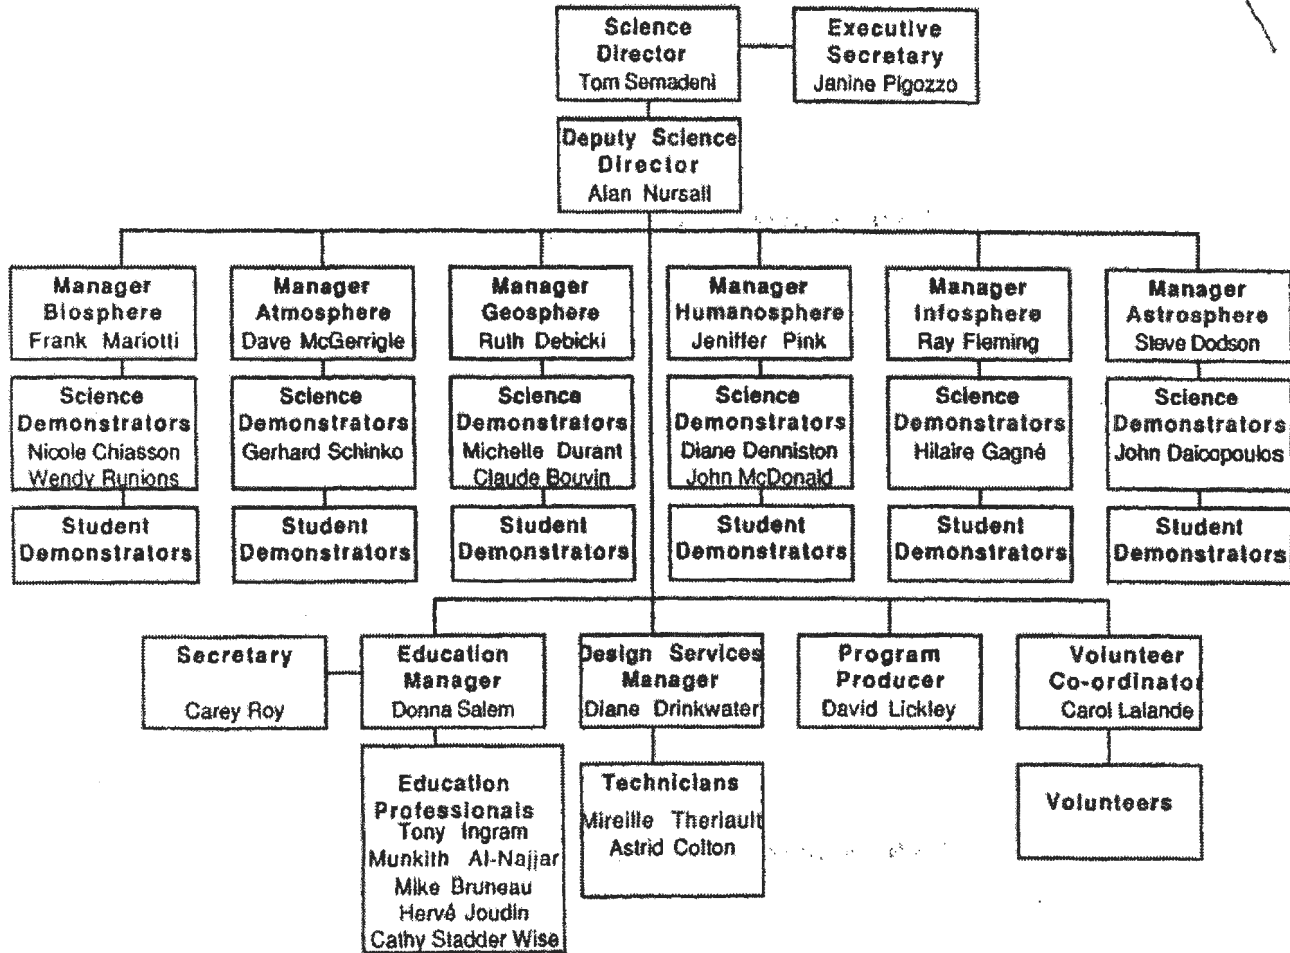 Science
Director
Tom Semadeni
Executive
Secretary
Janine Pigozzo
Deputy Science
Director
Alan Nursall
Manager
Biosphere
Frank Mariotti
Manager
Atmosphere
Dave McGerrigle
Manager
Geosphere
Ruth Debicki
Manager
Humanosphere
Jeniffer Pink
Manager
Infosphere
Ray Fleming
Manager
Astrosphere
Steve Dodson
Science
Demonstrators
Nicole Chiasson
Wendy Runions
Science
Demonstrators
Gerhard Schinko
Science
Demonstrators
Michelle Durant
Claude Bouvin
Science
Demonstrators
Diane Denniston
John McDonald
Science
Demonstrators
Hilaire Gagné
Science
Demonstrators
John Daicopoulos
Student
Demonstrators
Student
Demonstrators
Student
Demonstrators
Student
Demonstrators
Student
Demonstrators
Student
Demonstrators
Secretary
Carey Roy
Education
Manager
Donna Salem
Design Services
Manager
Diane Drinkwater
Program
Producer
David Lickley
Volunteer
Co-ordinator
Carol Lalande
Education
Professionals
Tony Ingram
Munkith Al-Najjar
Mike Bruneau
Hervé Joudin
Cathy Stadder Wise
Technicians
Mireille Theriault
Astrid Colton
Volunteers